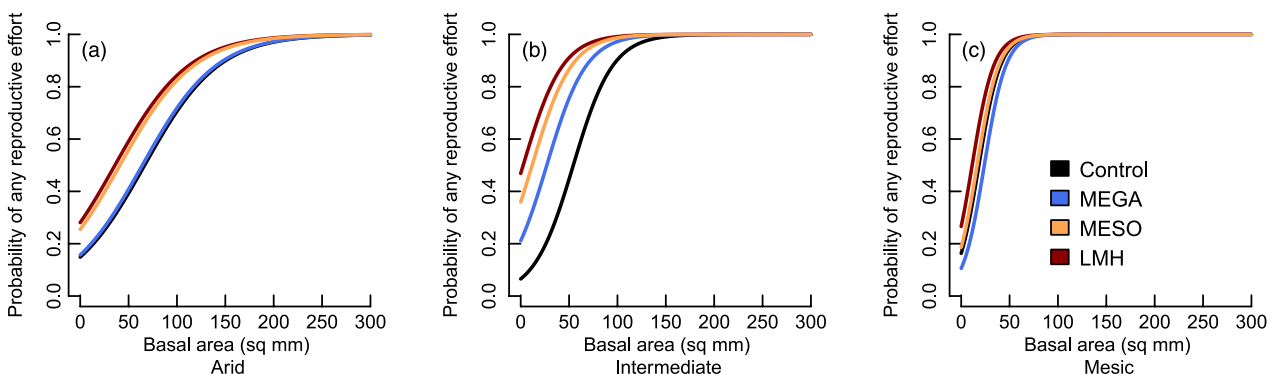 (a)
Probability of any reproductive effort
0.0 0.2 0.4 0.6 0.8 1.0
0 50 100 150 200 250 300
Basal area (sq mm)
Arid
(b)
Probability of any reproductive effort
0.0 0.2 0.4 0.6 0.8 1.0
0 50 100 150 200 250 300
Basal area (sq mm)
Intermediate
(c)
Probability of any reproductive effort
0.0 0.2 0.4 0.6 0.8 1.0
Control
MEGA
MESO
LMH
0 50 100 150 200 250 300
Basal area (sq mm)
Mesic